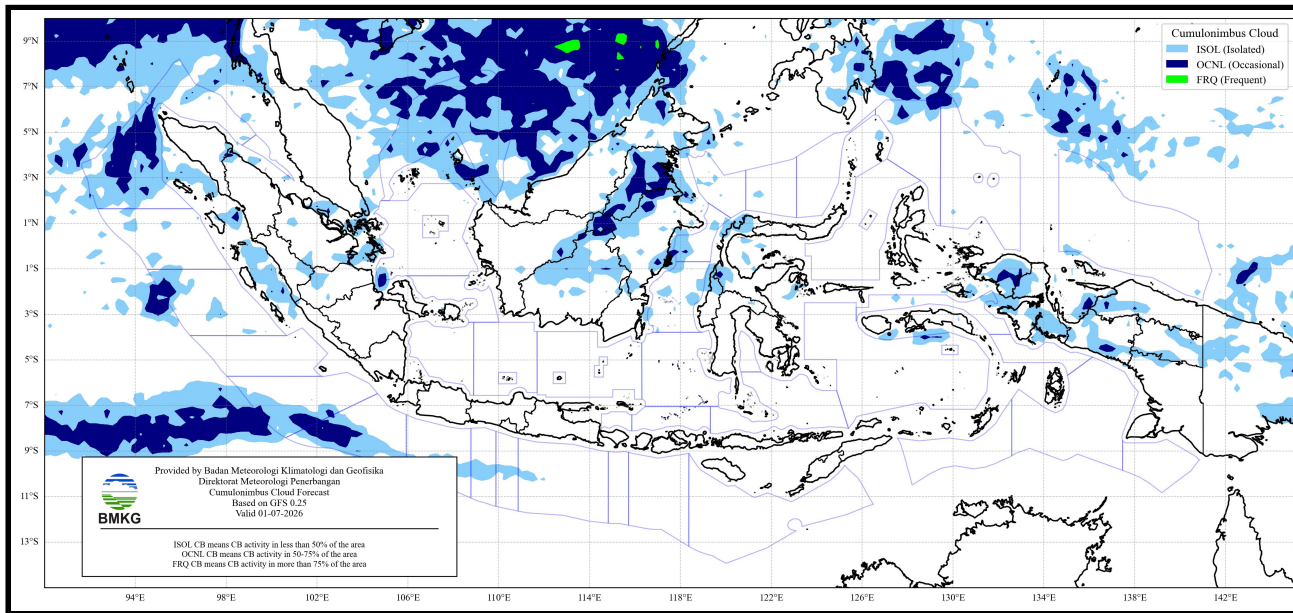 Cumulonimbus Cloud
ISOL (Isolated)
OCNL (Occasional)
FRQ (Frequent)
9°N
7°N
5°N
3°N
1°N
1°S
3°S
5°S
7°S
9°S
11°S
13°S
Provided by Badan Meteorologi Klimatologi dan Geofisika
Direktorat Meteorologi Penerbangan
Cumulonimbus Cloud Forecast
Based on GFS 0.25
Valid 01-07-2026
BMKG
ISOL CB means CB activity in less than 50% of the area
OCNL CB means CB activity in 50-75% of the area
FRQ CB means CB activity in more than 75% of the area
94°E 98°E 102°E 106°E 110°E 114°E 118°E 122°E 126°E 130°E 134°E 138°E 142°E